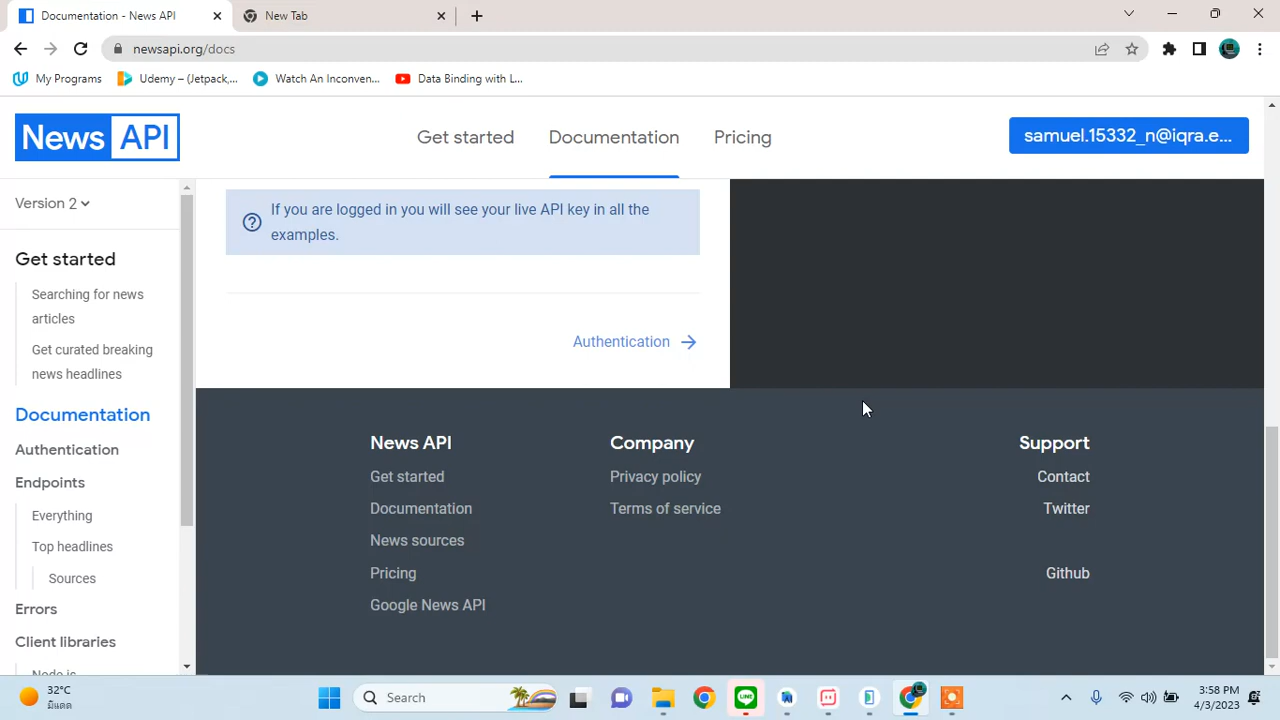 Documentation - News API
New Tab
newsapi.org/docs
My Programs
Udemy – (Jetpack,...
Watch An Inconven...
Data Binding with L...
News API
Get started
Documentation
Pricing
samuel.15332_n@iqra.e...
Version 2
Get started
Searching for news
articles
Get curated breaking
news headlines
Documentation
Authentication
Endpoints
Everything
Top headlines
Sources
Errors
Client libraries
Node.js
If you are logged in you will see your live API key in all the
examples.
Authentication
News API
Get started
Documentation
News sources
Pricing
Google News API
Company
Privacy policy
Terms of service
Support
Contact
Twitter
Github
32°C
มีแดด
Search
3:58 PM
4/3/2023